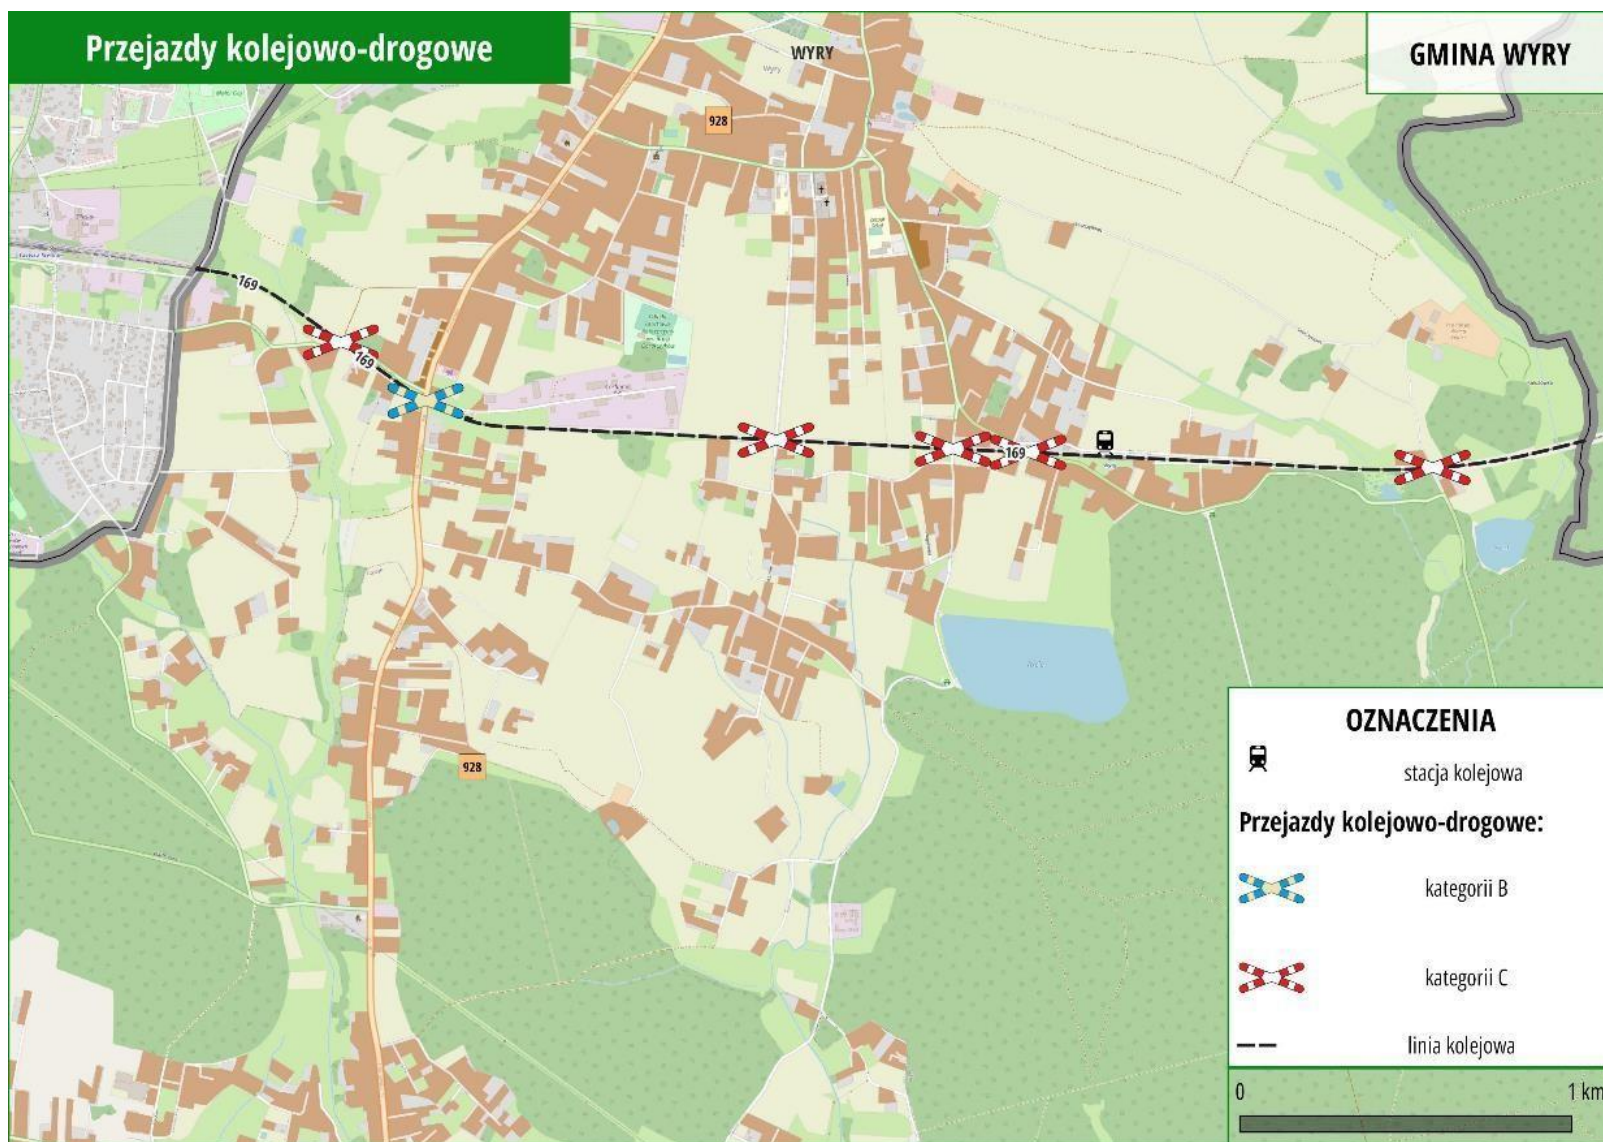 Przejazdy kolejowo-drogowe
GMINA WYRY
WYRY
Wyry
928
169
169
169
928
OZNACZENIA
stacja kolejowa
Przejazdy kolejowo-drogowe:
kategorii B
kategorii C
linia kolejowa
0 1 km